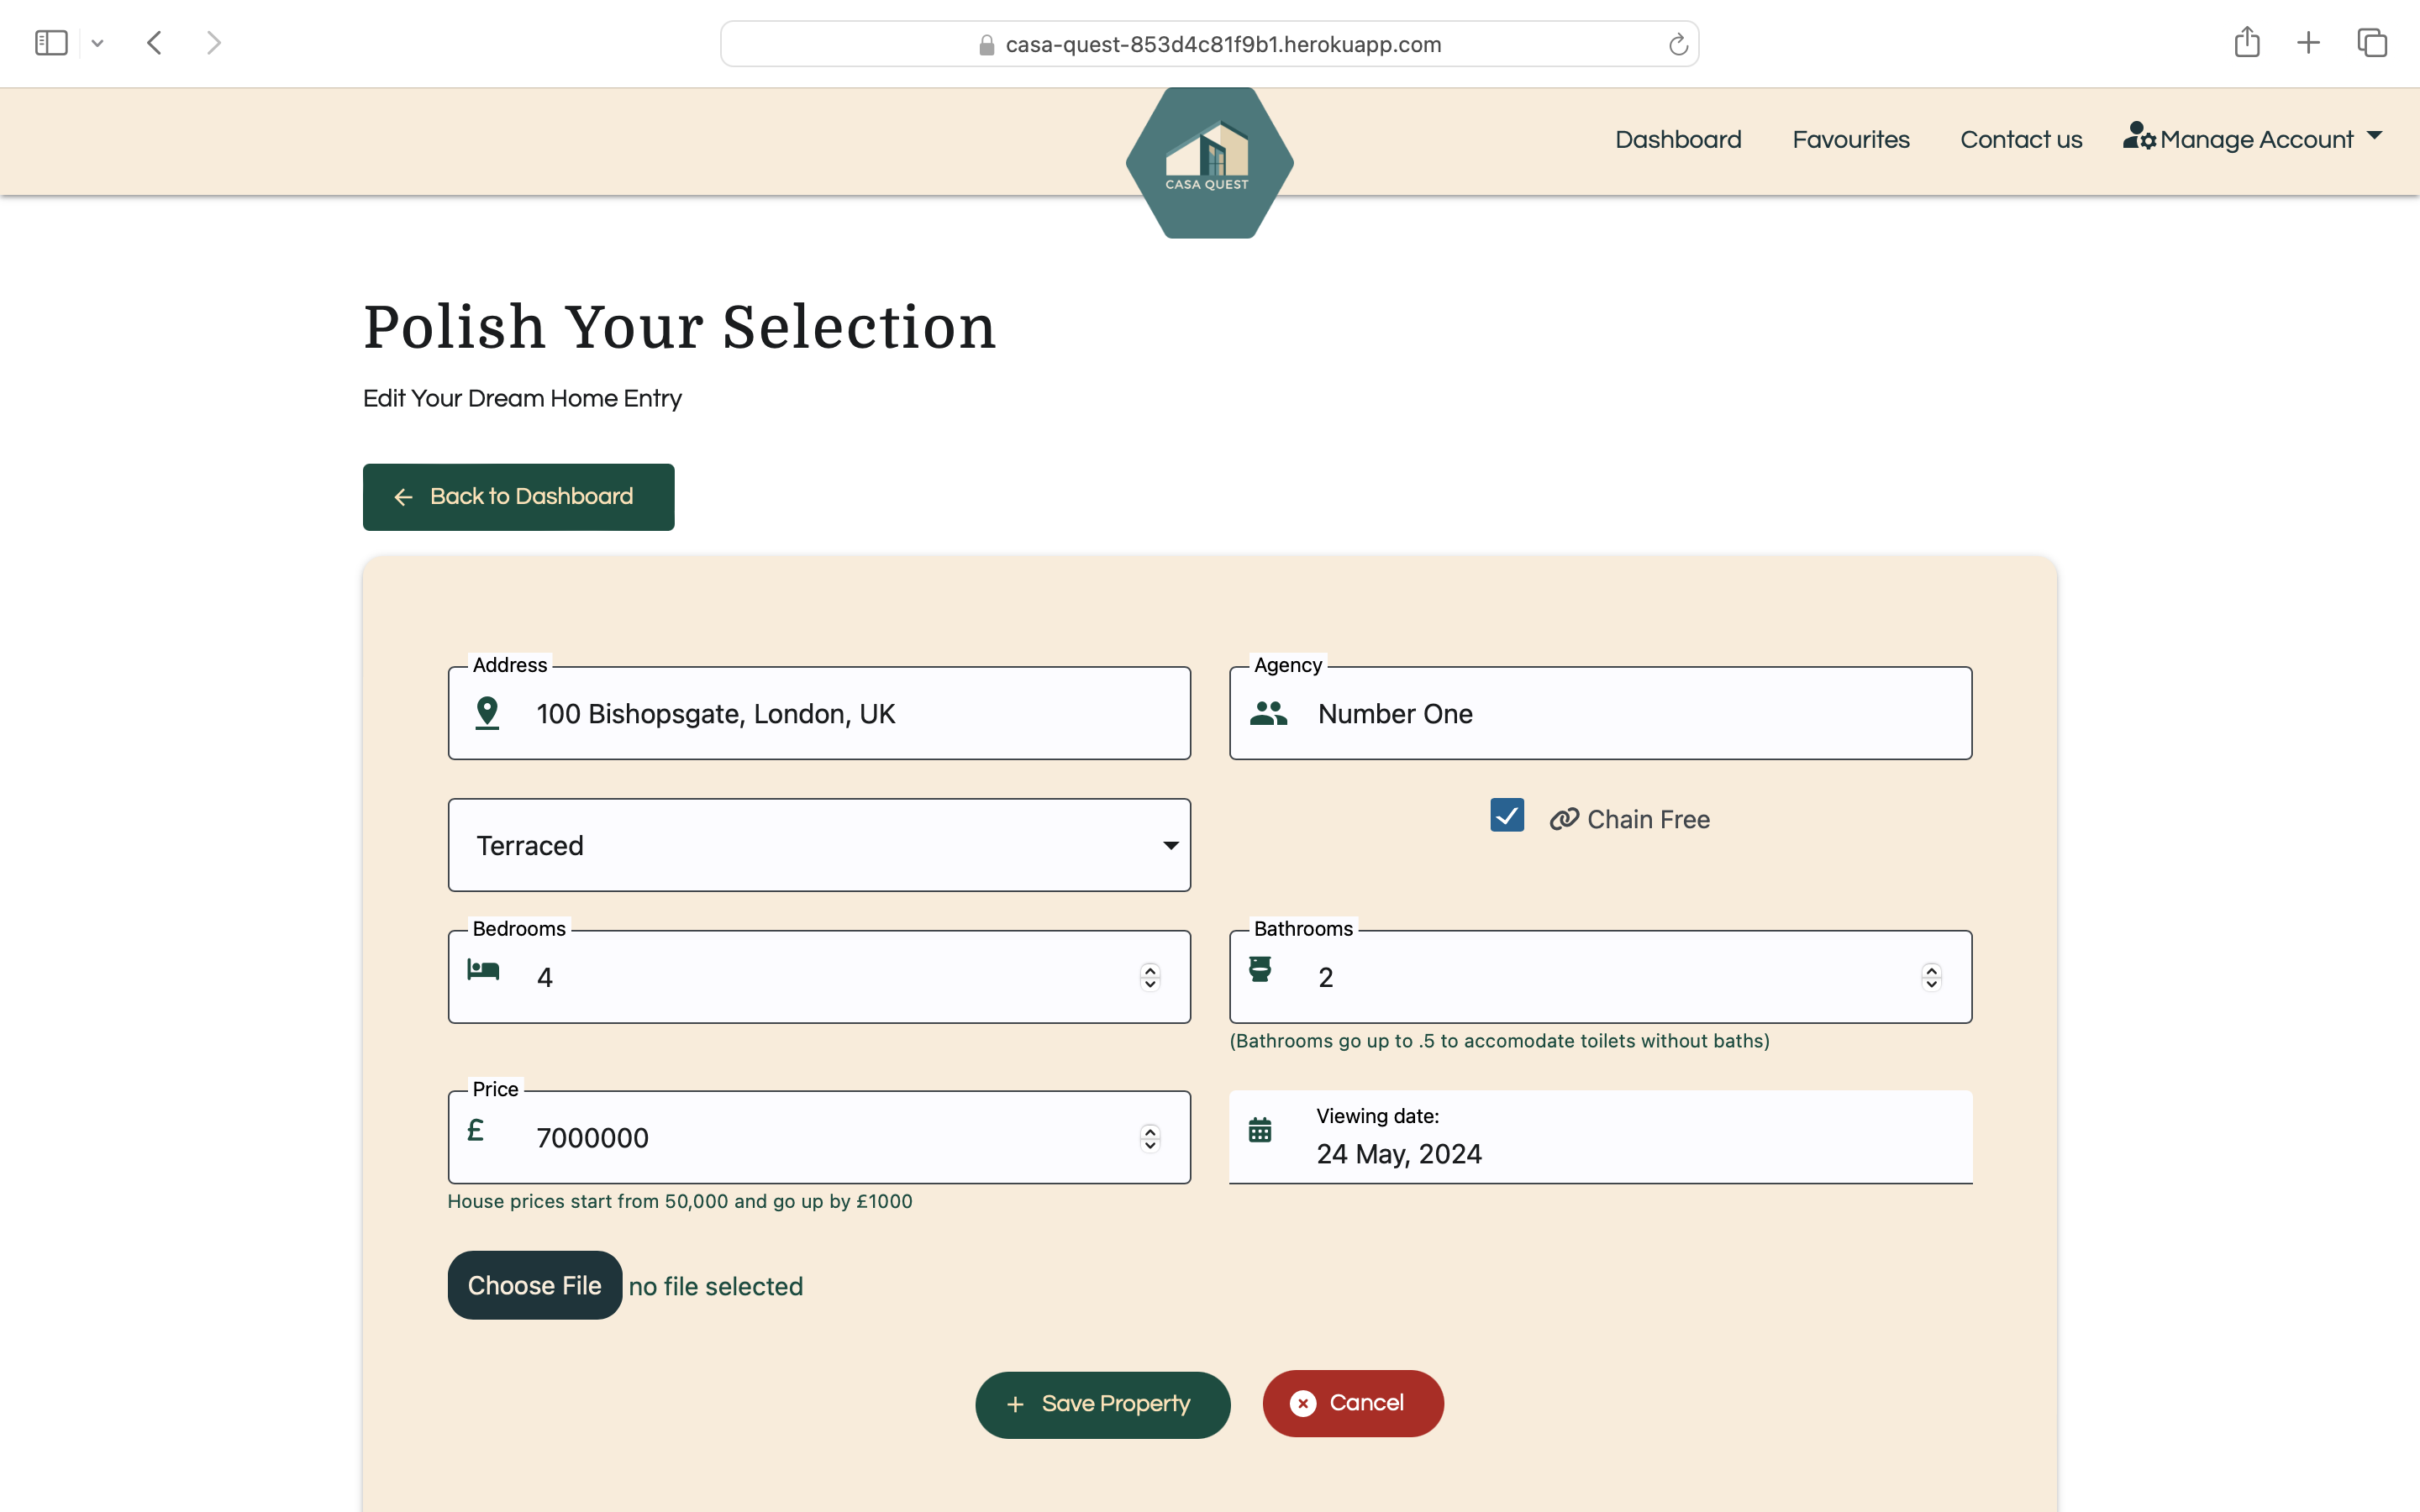 casa-quest-853d4c81f9b1.herokuapp.com
CASA QUEST
Dashboard Favourites Contact us Manage Account
Polish Your Selection
Edit Your Dream Home Entry
Back to Dashboard
Address
100 Bishopsgate, London, UK
Agency
Number One
Terraced
Chain Free
Bedrooms
4
Bathrooms
2
(Bathrooms go up to .5 to accomodate toilets without baths)
Price
£ 7000000
House prices start from 50,000 and go up by £1000
Viewing date:
24 May, 2024
Choose File no file selected
+ Save Property
Cancel